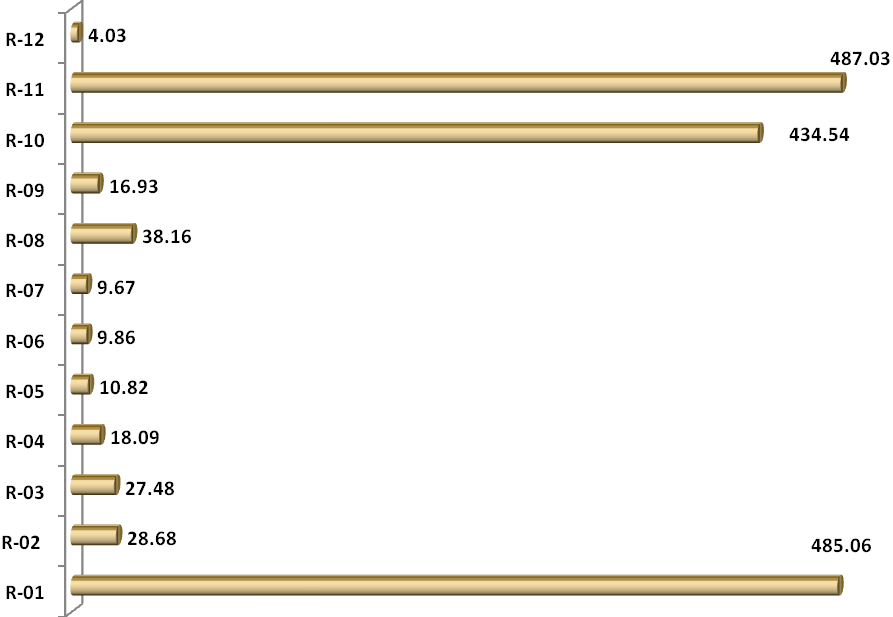 R-12 4.03
487.03
R-11
R-10 434.54
R-09 16.93
R-08 38.16
R-07 9.67
R-06 9.86
R-05 10.82
R-04 18.09
R-03 27.48
R-02 28.68
485.06
R-01